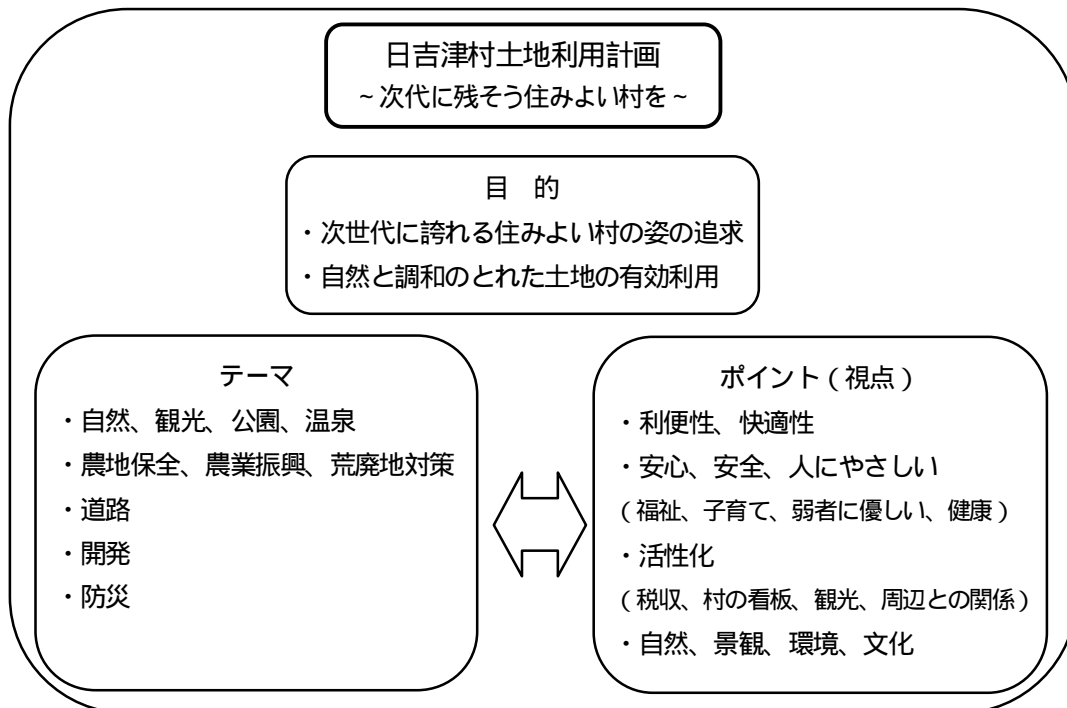 日吉津村土地利用計画
~次代に残そう住みよい村を~
目 的
・次世代に誇れる住みよい村の姿の追求
・自然と調和のとれた土地の有効利用
テーマ
・自然、観光、公園、温泉
・農地保全、農業振興、荒廃地対策
・道路
・開発
・防災
ポイント(視点)
・利便性、快適性
・安心、安全、人にやさしい
(福祉、子育て、弱者に優しい、健康)
・活性化
(税収、村の看板、観光、周辺との関係)
・自然、景観、環境、文化